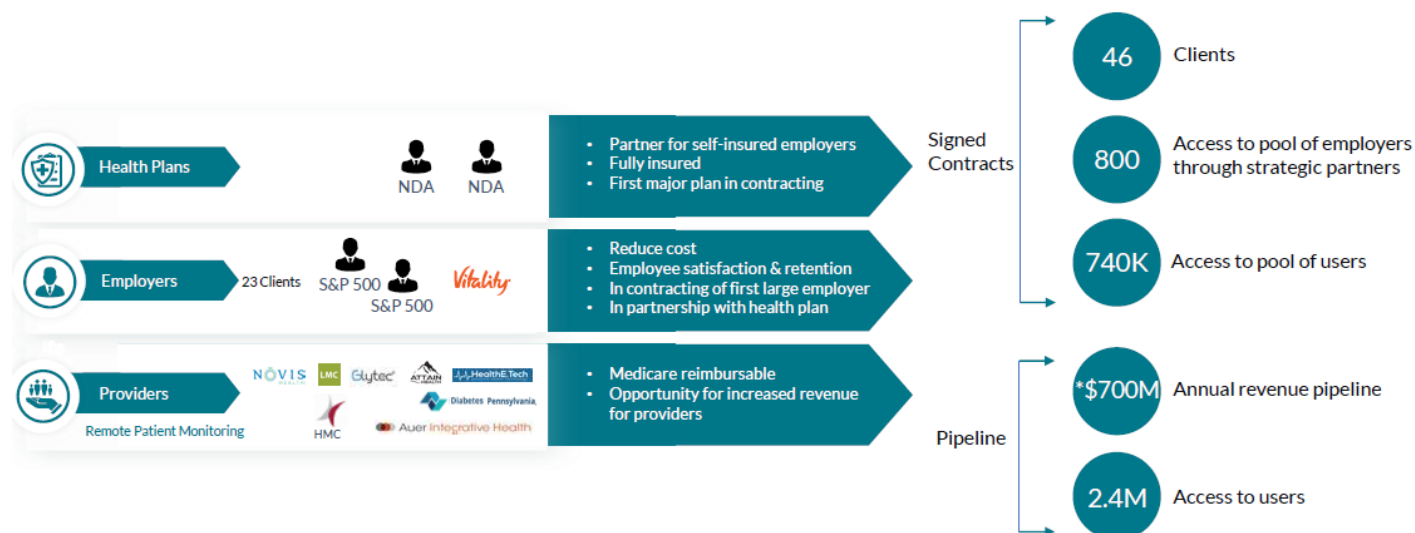 Health Plans
NDA
NDA
• Partner for self-insured employers
• Fully insured
• First major plan in contracting
Employers
23 Clients
S&P 500
S&P 500
Vitality
• Reduce cost
• Employee satisfaction & retention
• In contracting of first large employer
• In partnership with health plan
Providers
Remote Patient Monitoring
NOVIS
HEALTH
LMC
Glytec
ATTAIN
HEALTH
HealthE.Tech
HMC
Diabetes Pennsylvania,
Auer Integrative Health
• Medicare reimbursable
• Opportunity for increased revenue
for providers
Signed
Contracts
46
Clients
800
Access to pool of employers
through strategic partners
740K
Access to pool of users
Pipeline
*$700M
Annual revenue pipeline
2.4M
Access to users